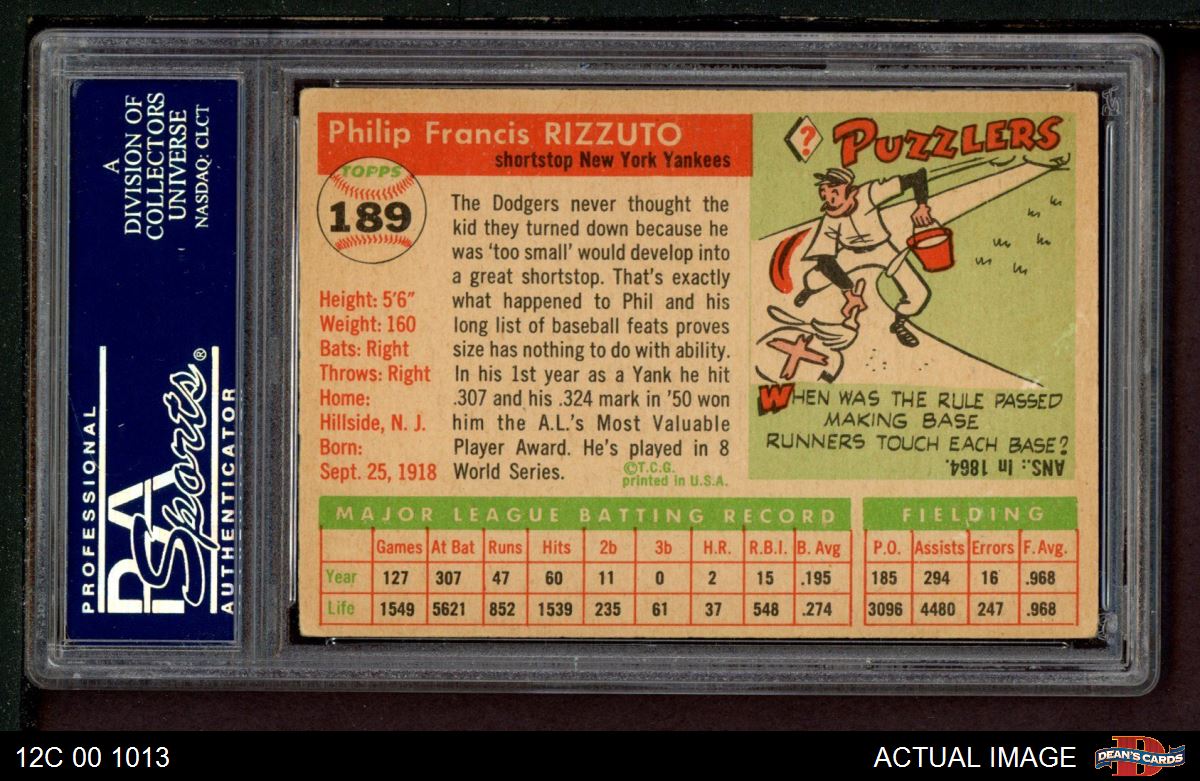 A
DIVISION OF
COLLECTORS
UNIVERSE
NASDAQ: CLCT
PROFESSIONAL
PSA
Sports®
AUTHENTICATOR
Philip Francis RIZZUTO
shortstop New York Yankees
TOPPS
189
Height: 5'6"
Weight: 160
Bats: Right
Throws: Right
Home:
Hillside, N. J.
Born:
Sept. 25, 1918
The Dodgers never thought the
kid they turned down because he
was 'too small' would develop into
a great shortstop. That's exactly
what happened to Phil and his
long list of baseball feats proves
size has nothing to do with ability.
In his 1st year as a Yank he hit
.307 and his .324 mark in '50 won
him the A.L.'s Most Valuable
Player Award. He's played in 8
World Series.
©T.C.G.
printed in U.S.A.
?
PUZZLERS
WHEN WAS THE RULE PASSED
MAKING BASE
RUNNERS TOUCH EACH BASE?
ANS.: In 1864.
MAJOR LEAGUE BATTING RECORD
FIELDING
Games At Bat Runs Hits 2b 3b H.R. R.B.I. B. Avg P.O. Assists Errors F. Avg.
Year 127 307 47 60 11 0 2 15 .195 185 294 16 .968
Life 1549 5621 852 1539 235 61 37 548 .274 3096 4480 247 .968
12C 00 1013
ACTUAL IMAGE
D
DEAN'S CARDS